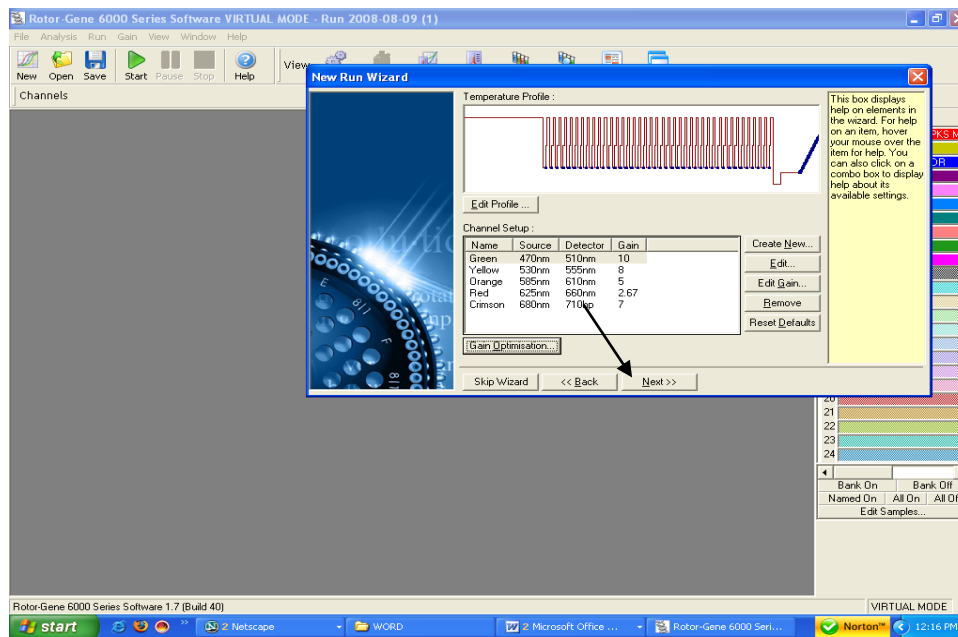 Rotor-Gene 6000 Series Software VIRTUAL MODE - Run 2008-08-09 (1)
File Analysis Run Gain View Window Help
New Open Save Start Pause Stop Help View
Channels
New Run Wizard
Temperature Profile :
Edit Profile ...
Channel Setup :
Name Source Detector Gain
Green 470nm 510nm 10
Yellow 530nm 555nm 8
Orange 585nm 610nm 5
Red 625nm 660nm 2.67
Crimson 680nm 710hp 7
Create New...
Edit...
Edit Gain...
Remove
Reset Defaults
Gain Optimisation...
Skip Wizard << Back Next >>
This box displays
help on elements in
the wizard. For help
on an item, hover
your mouse over the
item for help. You
can also click on a
combo box to display
help about its
available settings.
20
21
22
23
24
Bank On Bank Off
Named On All On All Of
Edit Samples...
Rotor-Gene 6000 Series Software 1.7 (Build 40)
VIRTUAL MODE
start 2 Netscape WORD 2 Microsoft Office ... Rotor-Gene 6000 Seri... Norton™ 12:16 PM